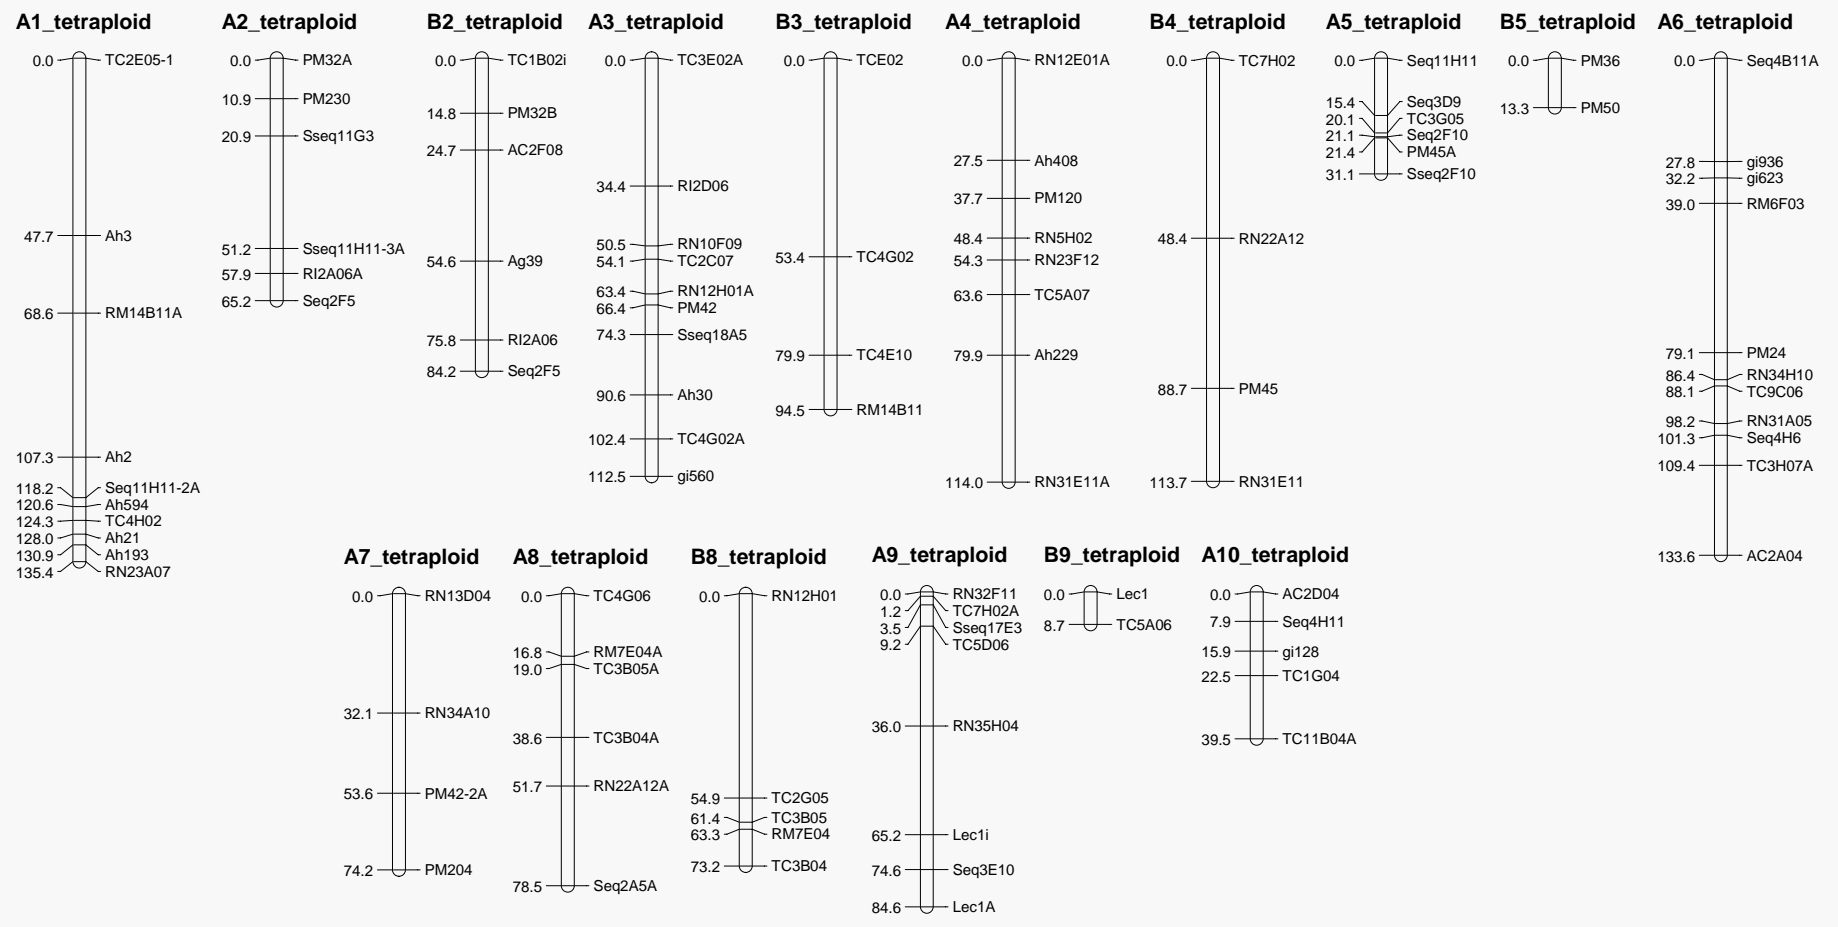 A1_tetraploid
0.0 TC2E05-1
47.7 Ah3
68.6 RM14B11A
107.3 Ah2
118.2 Seq11H11-2A
120.6 Ah594
124.3 TC4H02
128.0 Ah21
130.9 Ah193
135.4 RN23A07
A2_tetraploid
0.0 PM32A
10.9 PM230
20.9 Sseq11G3
51.2 Sseq11H11-3A
57.9 RI2A06A
65.2 Seq2F5
B2_tetraploid
0.0 TC1B02i
14.8 PM32B
24.7 AC2F08
54.6 Ag39
75.8 RI2A06
84.2 Seq2F5
A3_tetraploid
0.0 TC3E02A
34.4 RI2D06
50.5 RN10F09
54.1 TC2C07
63.4 RN12H01A
66.4 PM42
74.3 Sseq18A5
90.6 Ah30
102.4 TC4G02A
112.5 gi560
B3_tetraploid
0.0 TCE02
53.4 TC4G02
79.9 TC4E10
94.5 RM14B11
A4_tetraploid
0.0 RN12E01A
27.5 Ah408
37.7 PM120
48.4 RN5H02
54.3 RN23F12
63.6 TC5A07
79.9 Ah229
114.0 RN31E11A
B4_tetraploid
0.0 TC7H02
48.4 RN22A12
88.7 PM45
113.7 RN31E11
A5_tetraploid
0.0 Seq11H11
15.4 Seq3D9
20.1 TC3G05
21.1 Seq2F10
21.4 PM45A
31.1 Sseq2F10
B5_tetraploid
0.0 PM36
13.3 PM50
A6_tetraploid
0.0 Seq4B11A
27.8 gi936
32.2 gi623
39.0 RM6F03
79.1 PM24
86.4 RN34H10
88.1 TC9C06
98.2 RN31A05
101.3 Seq4H6
109.4 TC3H07A
133.6 AC2A04
A7_tetraploid
0.0 RN13D04
32.1 RN34A10
53.6 PM42-2A
74.2 PM204
A8_tetraploid
0.0 TC4G06
16.8 RM7E04A
19.0 TC3B05A
38.6 TC3B04A
51.7 RN22A12A
78.5 Seq2A5A
B8_tetraploid
0.0 RN12H01
54.9 TC2G05
61.4 TC3B05
63.3 RM7E04
73.2 TC3B04
A9_tetraploid
0.0 RN32F11
1.2 TC7H02A
3.5 Sseq17E3
9.2 TC5D06
36.0 RN35H04
65.2 Lec1i
74.6 Seq3E10
84.6 Lec1A
B9_tetraploid
0.0 Lec1
8.7 TC5A06
A10_tetraploid
0.0 AC2D04
7.9 Seq4H11
15.9 gi128
22.5 TC1G04
39.5 TC11B04A